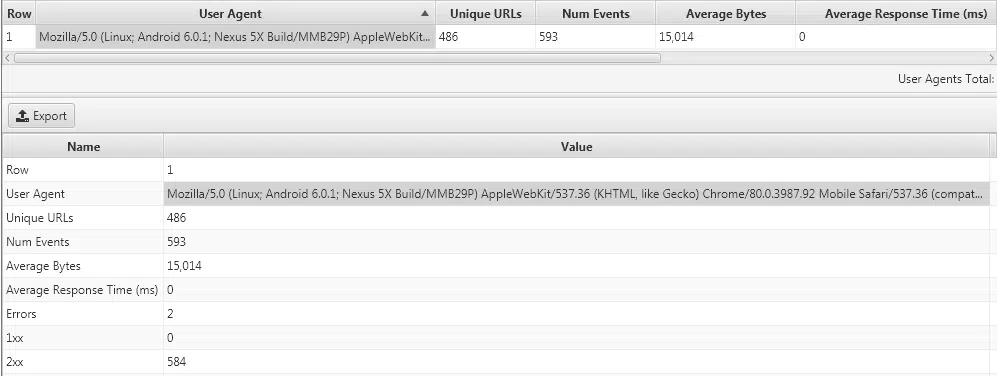 Row User Agent Unique URLs Num Events Average Bytes Average Response Time (ms)
1 Mozilla/5.0 (Linux; Android 6.0.1; Nexus 5X Build/MMB29P) AppleWebKit... 486 593 15,014 0
User Agents Total:
Export
Name Value
Row 1
User Agent Mozilla/5.0 (Linux; Android 6.0.1; Nexus 5X Build/MMB29P) AppleWebKit/537.36 (KHTML, like Gecko) Chrome/80.0.3987.92 Mobile Safari/537.36 (compat...
Unique URLs 486
Num Events 593
Average Bytes 15,014
Average Response Time (ms) 0
Errors 2
1xx 0
2xx 584